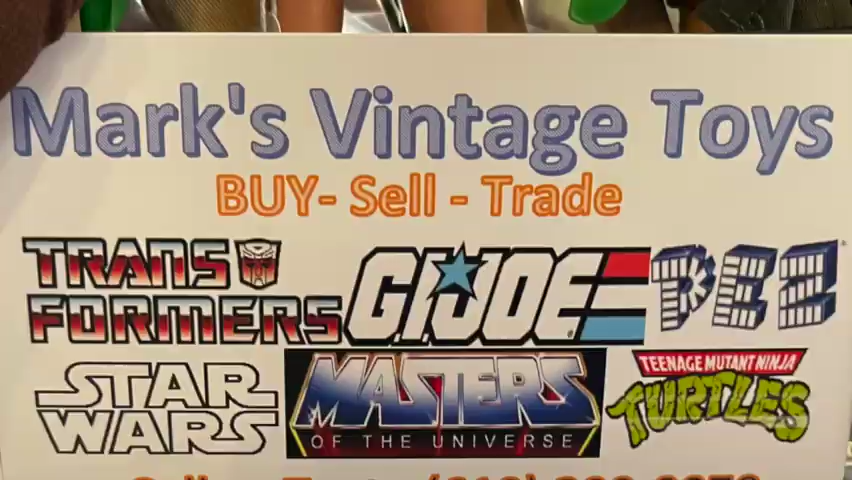 Mark's Vintage Toys
BUY- Sell - Trade
TRANSFORMERS
G.I. JOE
PEZ
STAR WARS
MASTERS OF THE UNIVERSE
TEENAGE MUTANT NINJA TURTLES